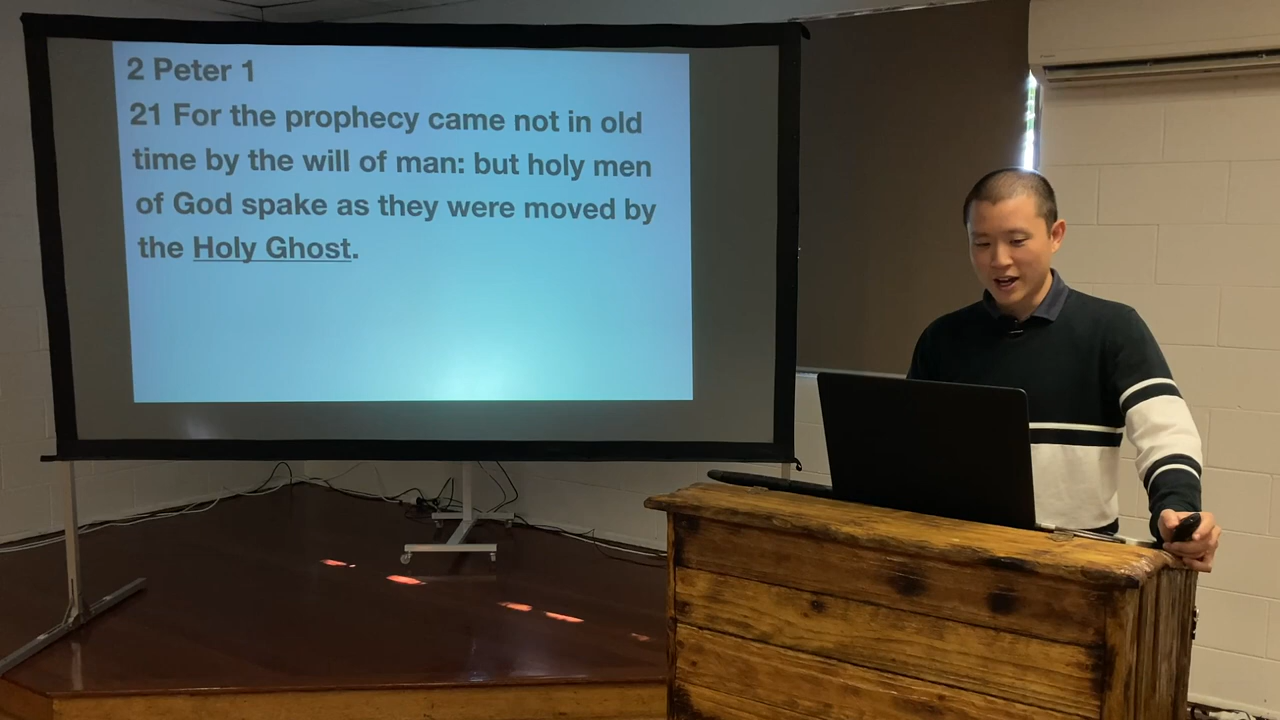 2 Peter 1
21 For the prophecy came not in old
time by the will of man: but holy men
of God spake as they were moved by
the Holy Ghost.